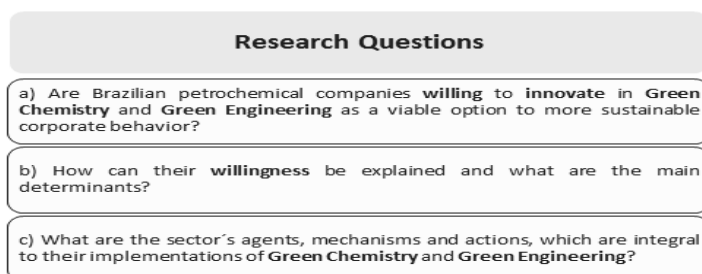 Research Questions
a) Are Brazilian petrochemical companies willing to innovate in Green
Chemistry and Green Engineering as a viable option to more sustainable
corporate behavior?
b) How can their willingness be explained and what are the main
determinants?
c) What are the sector´s agents, mechanisms and actions, which are integral
to their implementations of Green Chemistry and Green Engineering?